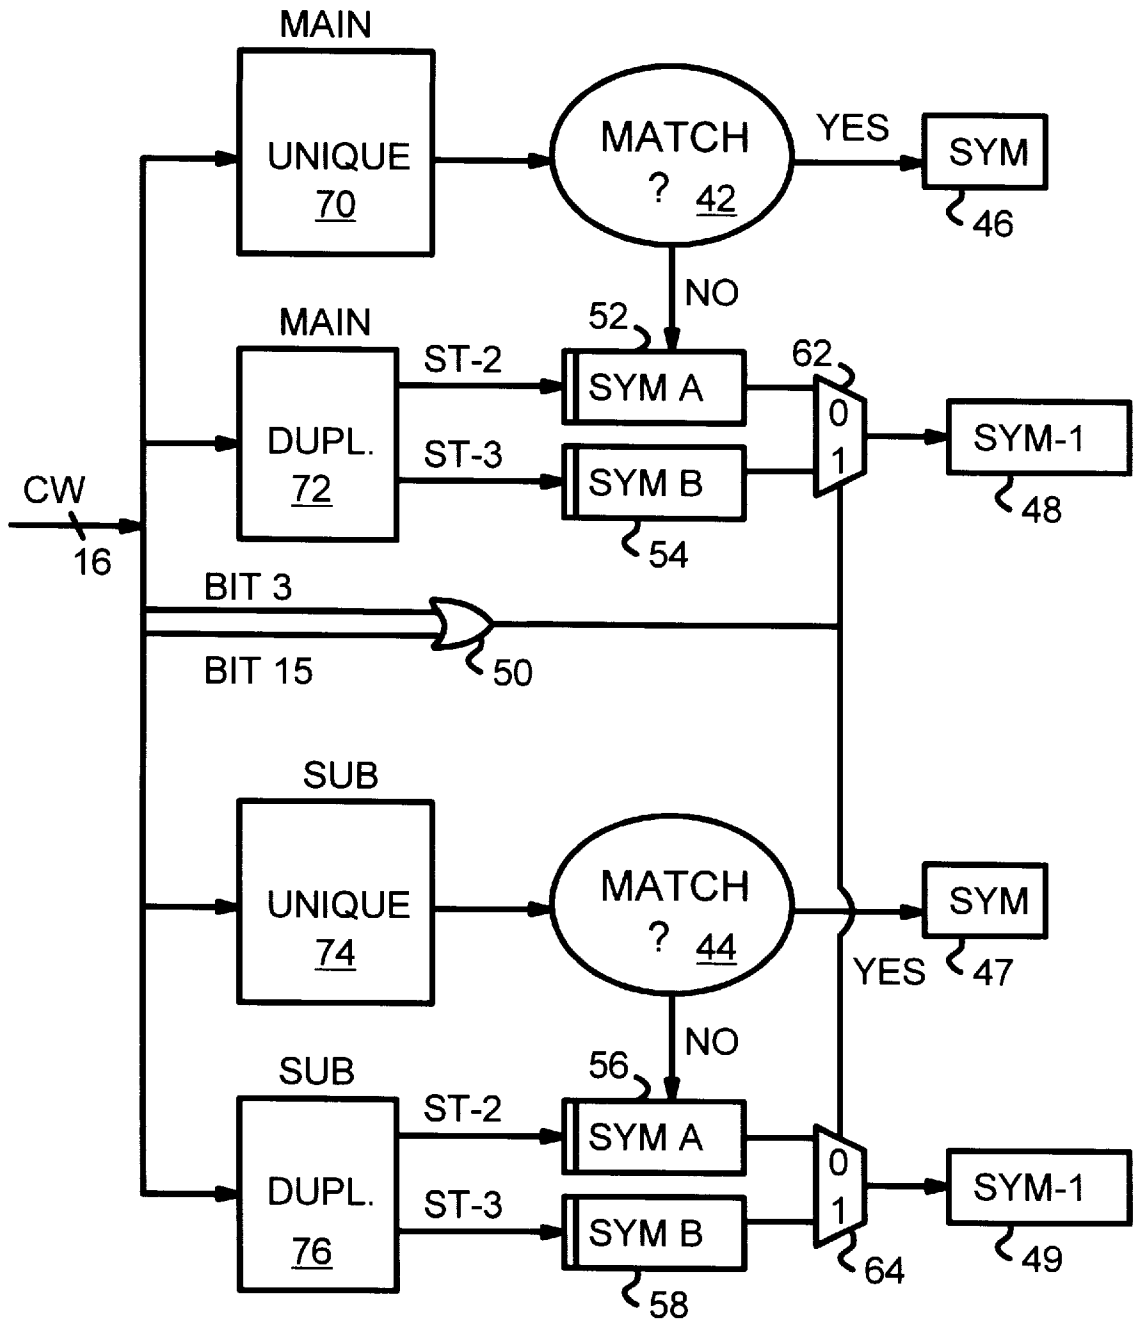 MAIN
UNIQUE
70
MATCH
?
42
YES
SYM
46
NO
MAIN
DUPL.
72
ST-2
ST-3
52
SYM A
SYM B
54
62
0
1
SYM-1
48
CW
16
BIT 3
BIT 15
50
SUB
UNIQUE
74
MATCH
?
44
YES
SYM
47
NO
SUB
DUPL.
76
ST-2
ST-3
56
SYM A
SYM B
58
0
1
64
SYM-1
49